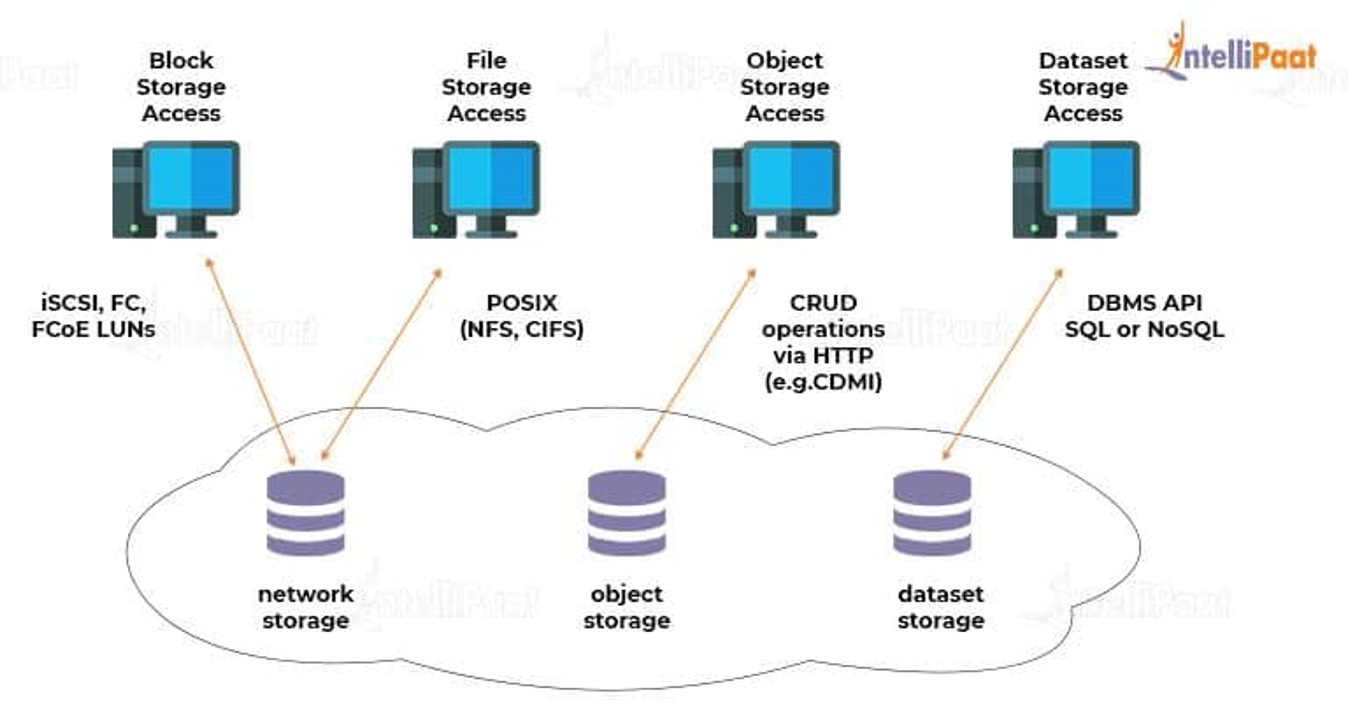 Block
Storage
Access
File
Storage
Access
Object
Storage
Access
Dataset
Storage
Access
IntelliPaat
iSCSI, FC,
FCoE LUNs
POSIX
(NFS, CIFS)
CRUD
operations
via HTTP
(e.g.CDMI)
DBMS API
SQL or NoSQL
network
storage
object
storage
dataset
storage